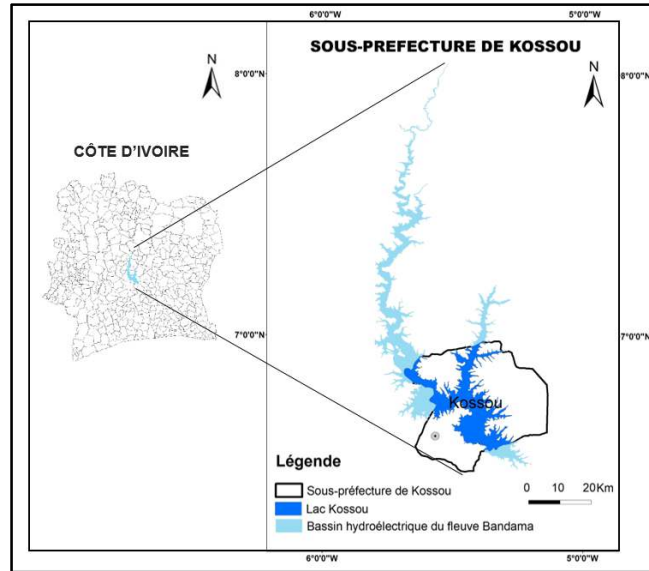 6°0'0"W 5°0'0"W
SOUS-PREFECTURE DE KOSSOU
N
N
8°0'0"N
8°0'0"N
CÔTE D'IVOIRE
7°0'0"N
7°0'0"N
Kossou
Légende
Sous-préfecture de Kossou
Lac Kossou
Bassin hydroélectrique du fleuve Bandama
0 10 20Km
6°0'0"W 5°0'0"W